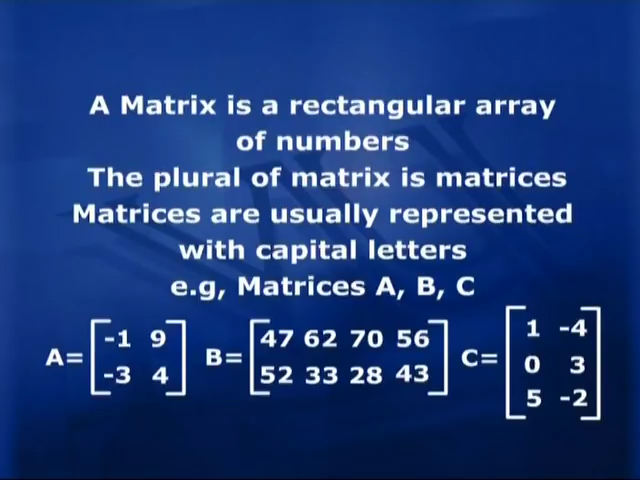 A Matrix is a rectangular array
of numbers
The plural of matrix is matrices
Matrices are usually represented
with capital letters
e.g, Matrices A, B, C
A= [-1 9
-3 4] B= [47 62 70 56
52 33 28 43] C= [1 -4
0 3
5 -2]